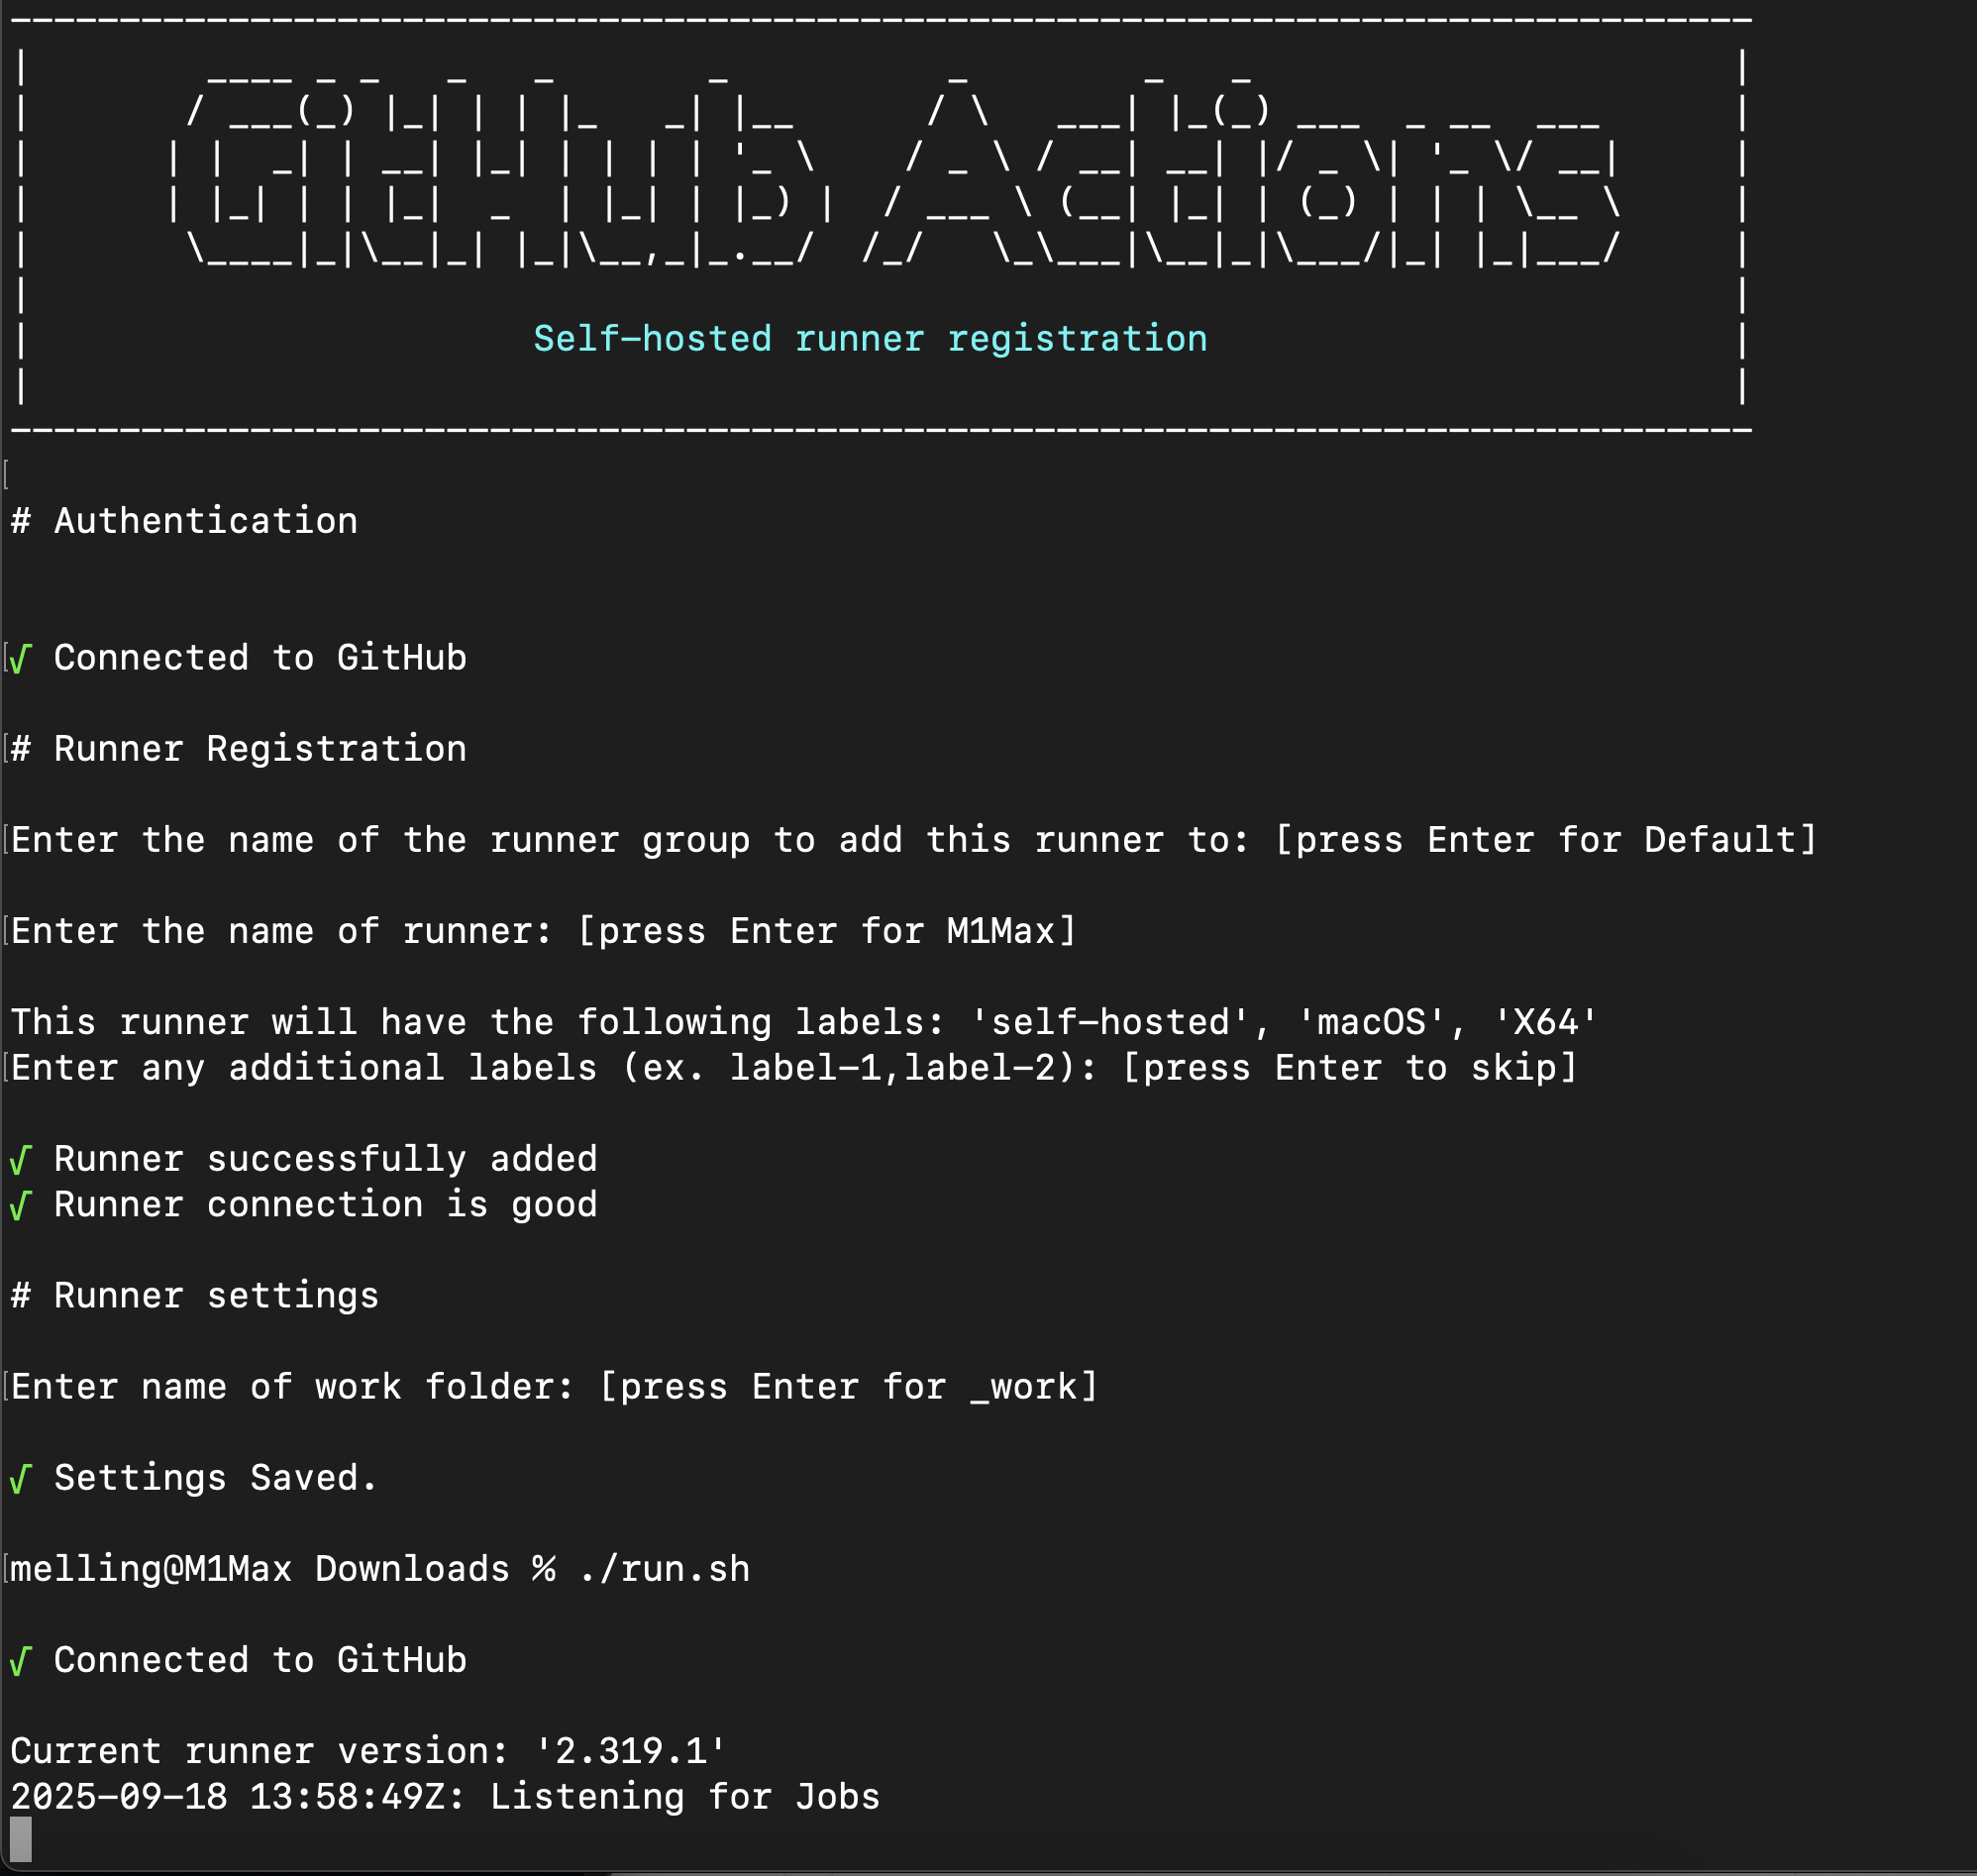 --------------------------------------------------------------------------------
|        ____ _ _   _   _       _          _        _   _                      |
|       / ___(_) |_| | | |_   _| |__      / \   ___| |_(_) ___  _ __  ___      |
|      | |  _| | __| |_| | | | | '_ \    / _ \ / __| __| |/ _ \| '_ \/ __|     |
|      | |_| | | |_|  _  | |_| | |_) |  / ___ \ (__| |_| | (_) | | | \__ \     |
|       \____|_|\__|_| |_|\__,_|_.__/  /_/   \_\___|\__|_|\___/|_| |_|___/     |
|                                                                              |
|                       Self-hosted runner registration                        |
|                                                                              |
--------------------------------------------------------------------------------
# Authentication
√ Connected to GitHub
# Runner Registration
Enter the name of the runner group to add this runner to: [press Enter for Default]
Enter the name of runner: [press Enter for M1Max]
This runner will have the following labels: 'self-hosted', 'macOS', 'X64'
Enter any additional labels (ex. label-1,label-2): [press Enter to skip]
√ Runner successfully added
√ Runner connection is good
# Runner settings
Enter name of work folder: [press Enter for _work]
√ Settings Saved.
melling@M1Max Downloads % ./run.sh
√ Connected to GitHub
Current runner version: '2.319.1'
2025-09-18 13:58:49Z: Listening for Jobs